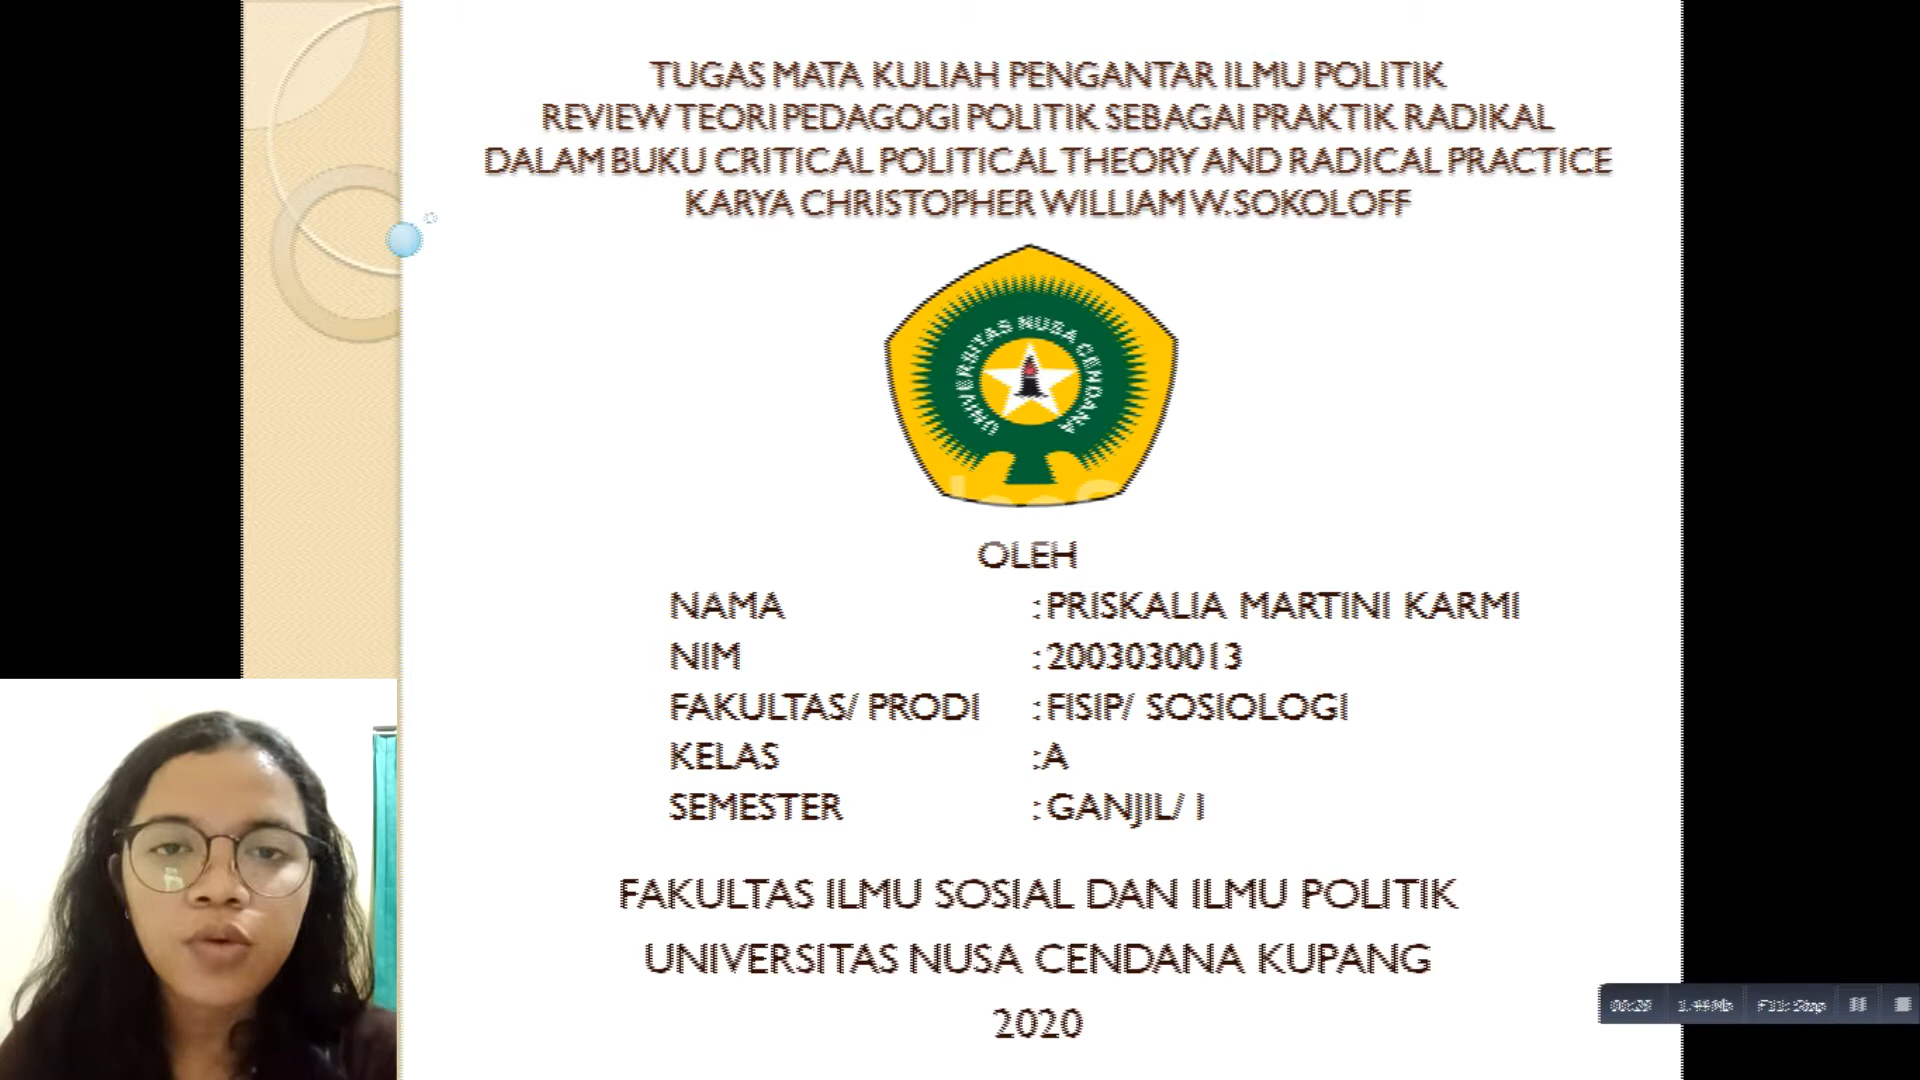 TUGAS MATA KULIAH PENGANTAR ILMU POLITIK
REVIEW TEORI PEDAGOGI POLITIK SEBAGAI PRAKTIK RADIKAL
DALAM BUKU CRITICAL POLITICAL THEORY AND RADICAL PRACTICE
KARYA CHRISTOPHER WILLIAM W.SOKOLOFF
UNIVERSITAS NUSA CENDANA
OLEH
NAMA : PRISKALIA MARTINI KARMI
NIM : 2003030013
FAKULTAS/ PRODI : FISIP/ SOSIOLOGI
KELAS :A
SEMESTER : GANJIL/ I
FAKULTAS ILMU SOSIAL DAN ILMU POLITIK
UNIVERSITAS NUSA CENDANA KUPANG
2020
F11: Stop